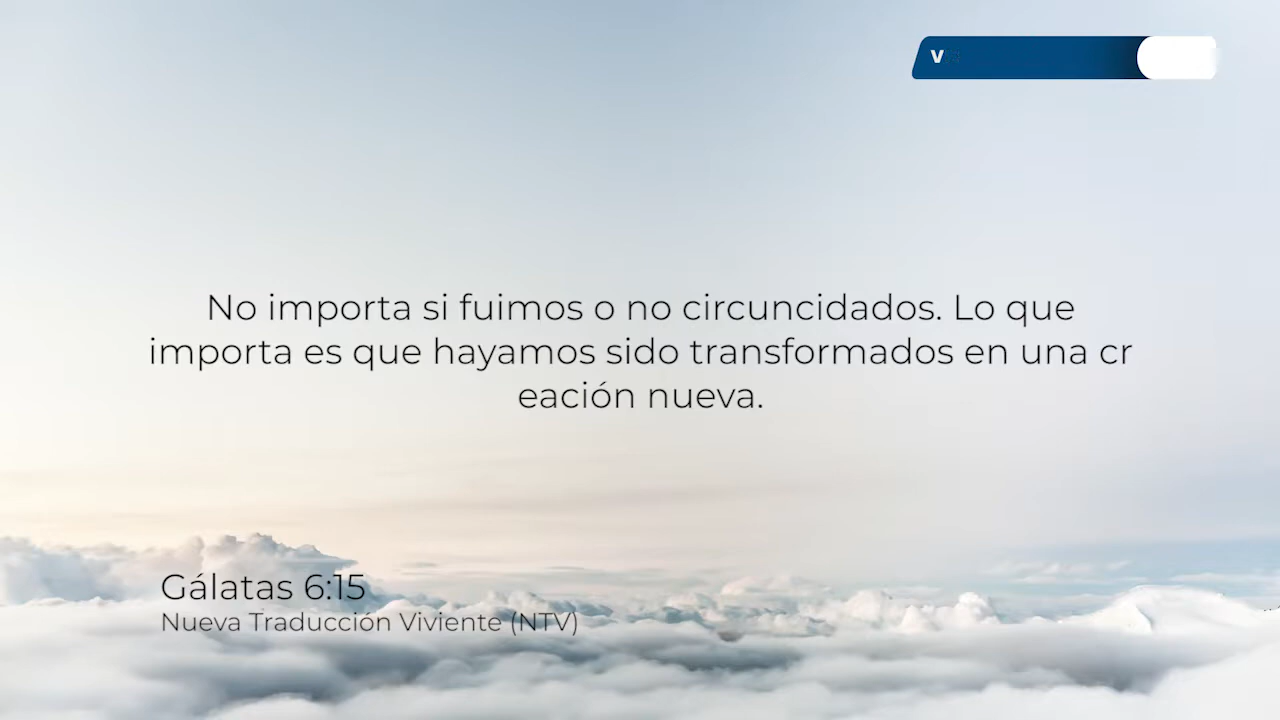 V
No importa si fuimos o no circuncidados. Lo que
importa es que hayamos sido transformados en una cr
eación nueva.
Gálatas 6:15
Nueva Traducción Viviente (NTV)